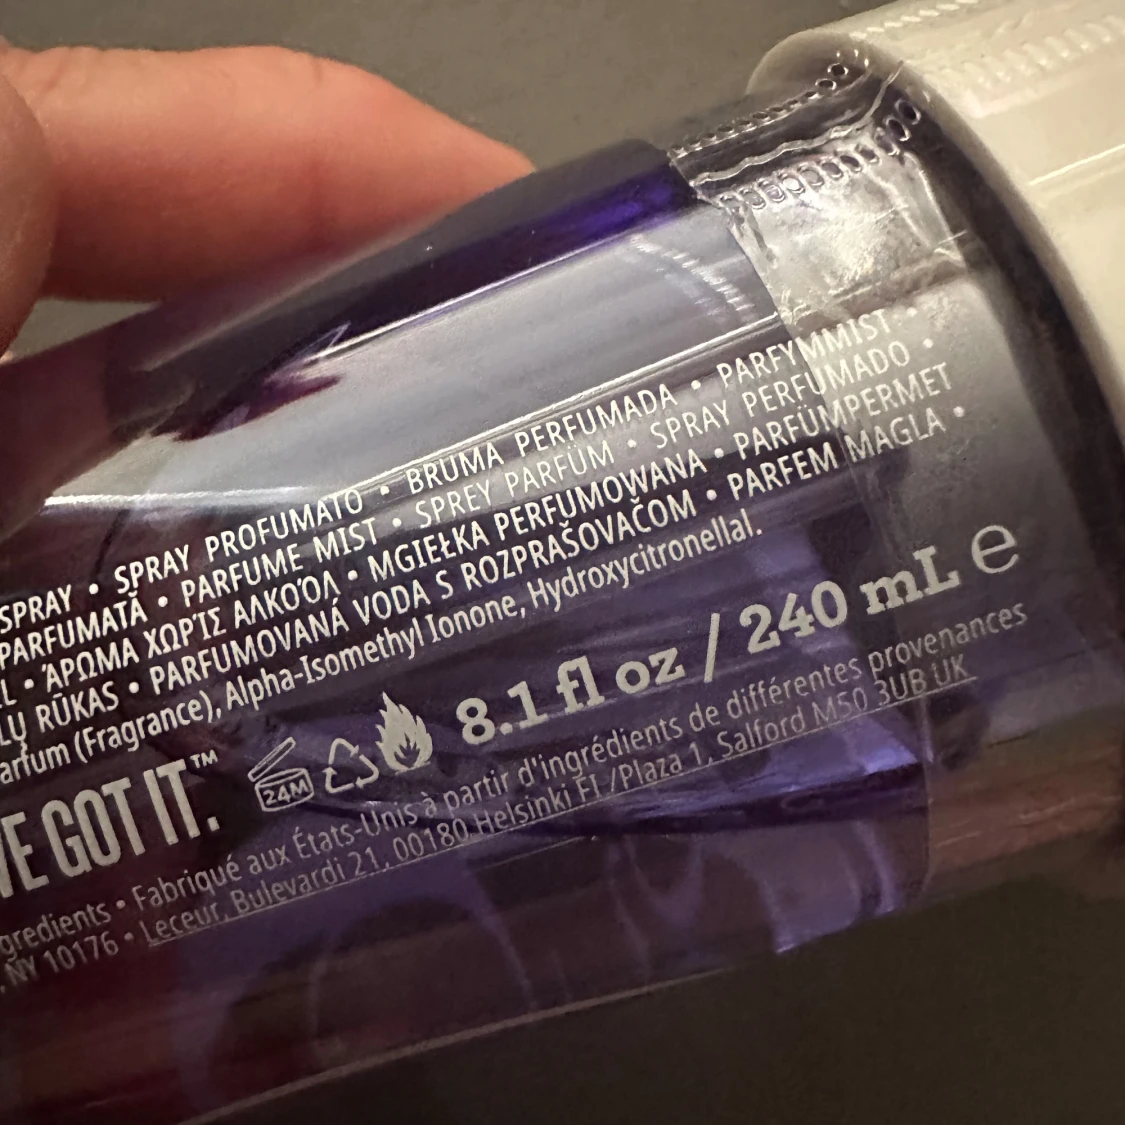 SPRAY • SPRAY PROFUMATO • BRUMA PERFUMADA • PARFYMMIST •
PARFUMATĂ • PARFUME MIST • SPREY PARFÜM • SPRAY PERFUMADO •
L • ἌΡΩΜΑ ΧΩΡΊΣ ΑΛΚΟΌΛ • MGIEŁKA PERFUMOWANA • PARFÜMPERMET
LŲ RŪKAS • PARFUMOVANÁ VODA S ROZPRAŠOVAČOM • PARFEM MAGLA •
arfum (Fragrance), Alpha-Isomethyl Ionone, Hydroxycitronellal.
VE GOT IT.™ 24M 8.1 fl oz / 240 mL e
gredients • Fabriqué aux États-Unis à partir d'ingrédients de différentes provenances
, NY 10176 • Leceur, Bulevardi 21, 00180 Helsinki FI /Plaza 1, Salford M50 3UB UK